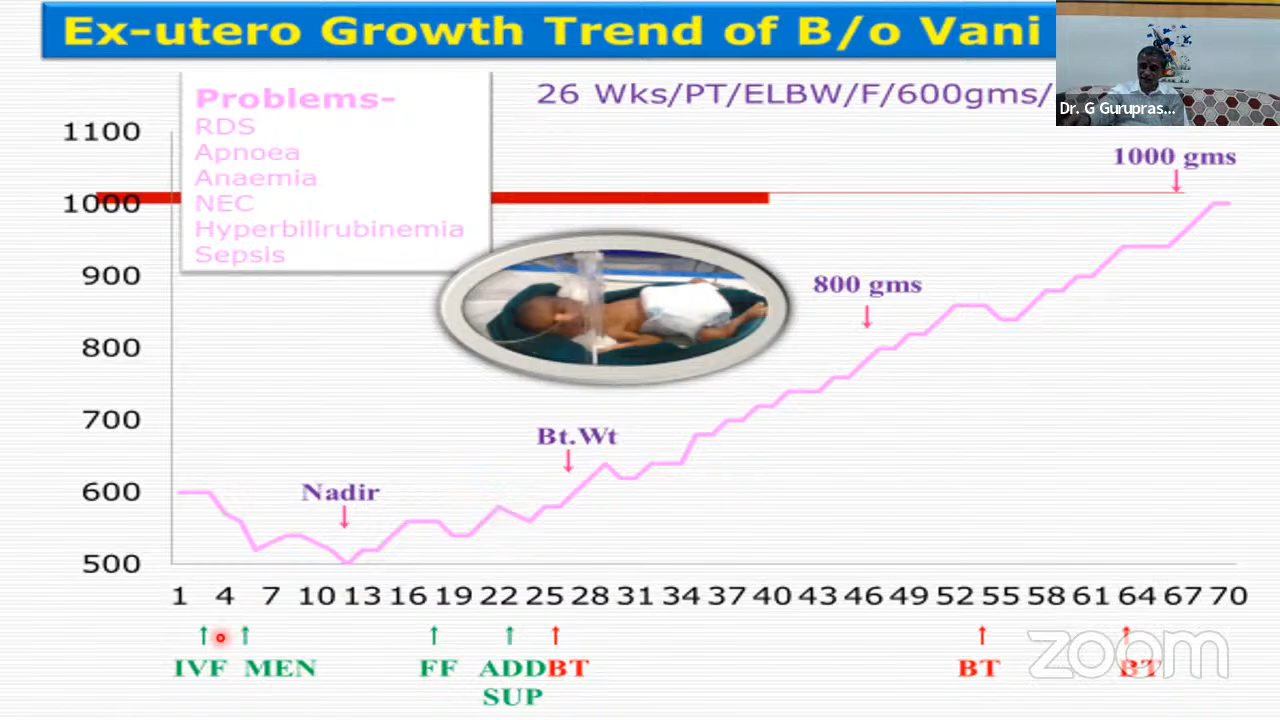 Ex-utero Growth Trend of B/o Vani
Dr. G Gurupras...
26 Wks/PT/ELBW/F/600gms/
Problems-
RDS
Apnoea
Anaemia
NEC
Hyperbilirubinemia
Sepsis
1100
1000
900
800
700
600
500
1000 gms
800 gms
Bt.Wt
Nadir
1 4 7 10 13 16 19 22 25 28 31 34 37 40 43 46 49 52 55 58 61 64 67 70
IVF MEN FF ADD BT BT BT
SUP
zoom